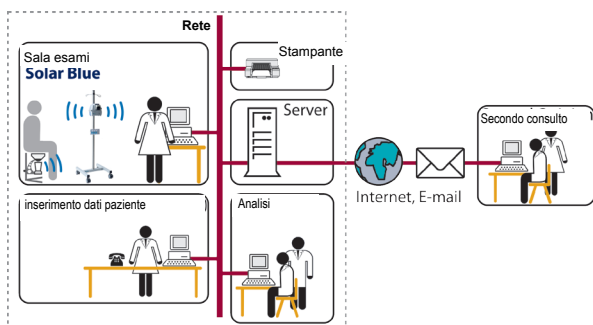 Rete
Sala esami
Solar Blue
Stampante
Server
Secondo consulto
Internet, E-mail
inserimento dati paziente
Analisi